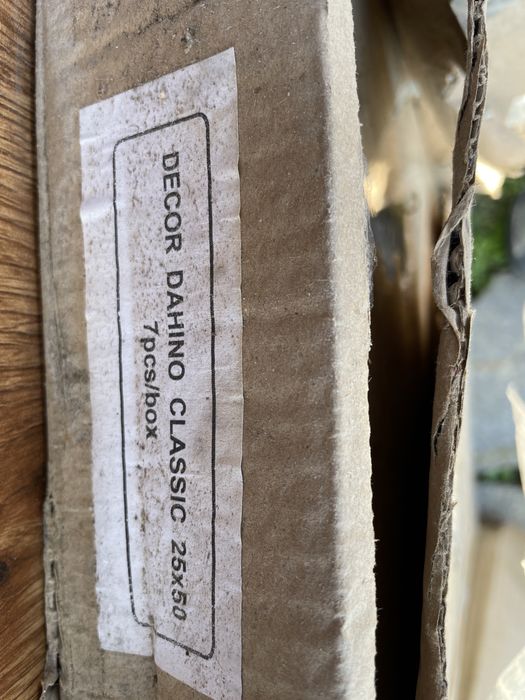 DECOR DAHINO CLASSIC 25x50
7pcs/box